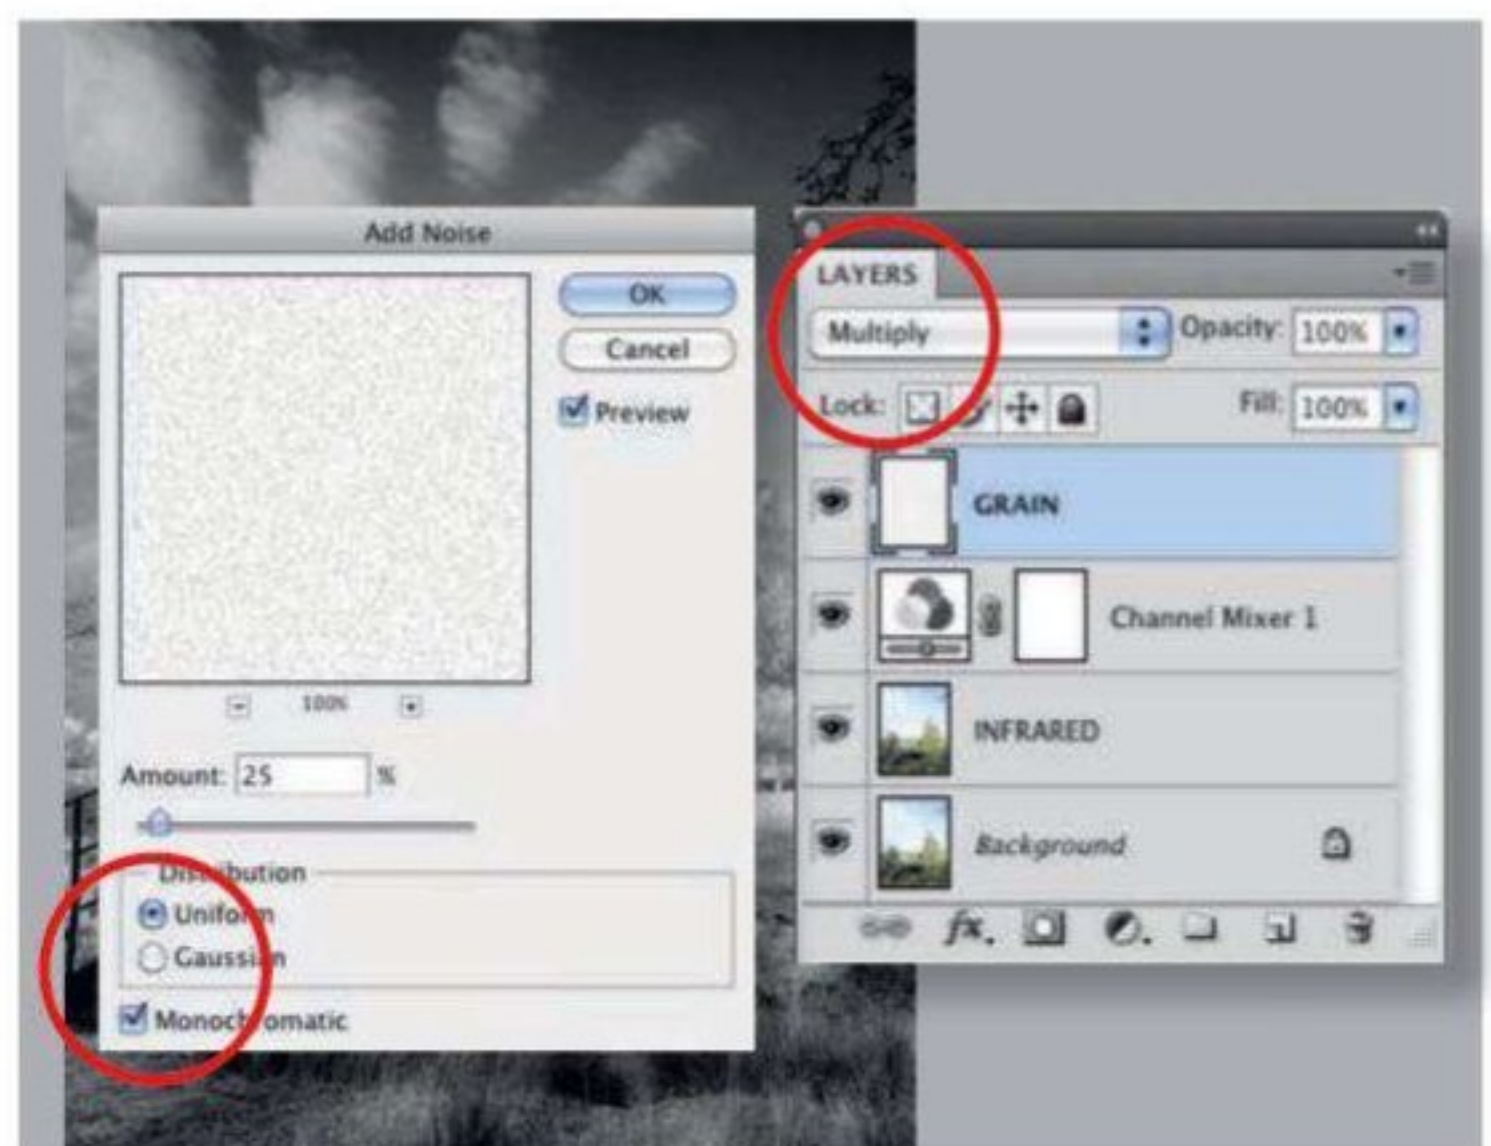 Add Noise
OK
Cancel
Preview
100%
Amount: 25 %
Distribution
Uniform
Gaussian
Monochromatic
LAYERS
Multiply Opacity: 100%
Lock: Fill: 100%
GRAIN
Channel Mixer 1
INFRARED
Background
fx.